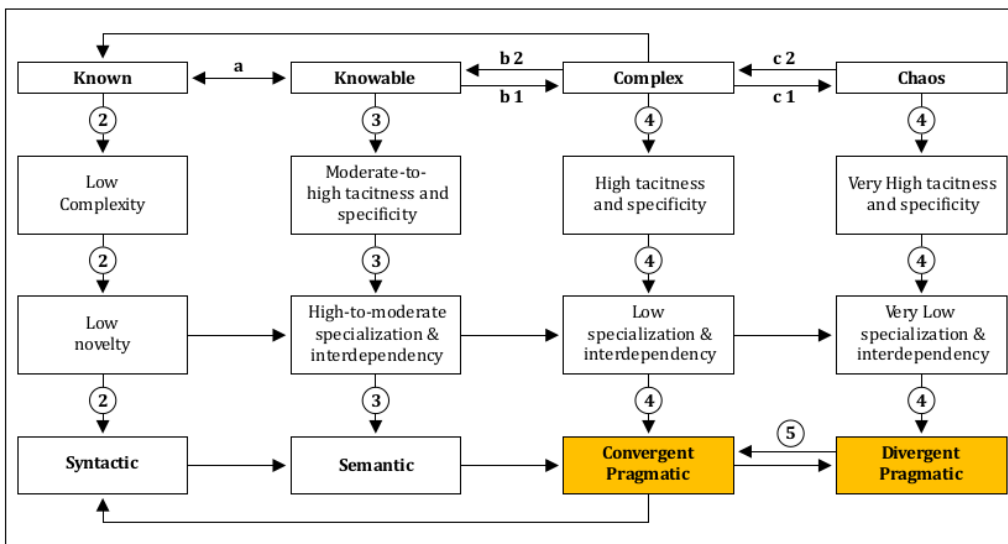 b 2
c 2
Known
a
Knowable
Complex
Chaos
b 1
c 1
2
3
4
4
Low
Complexity
Moderate-to-
high tacitness and
specificity
High tacitness
and specificity
Very High tacitness
and specificity
2
3
4
4
Low
novelty
High-to-moderate
specialization &
interdependency
Low
specialization &
interdependency
Very Low
specialization &
interdependency
2
3
4
4
5
Syntactic
Semantic
Convergent
Pragmatic
Divergent
Pragmatic